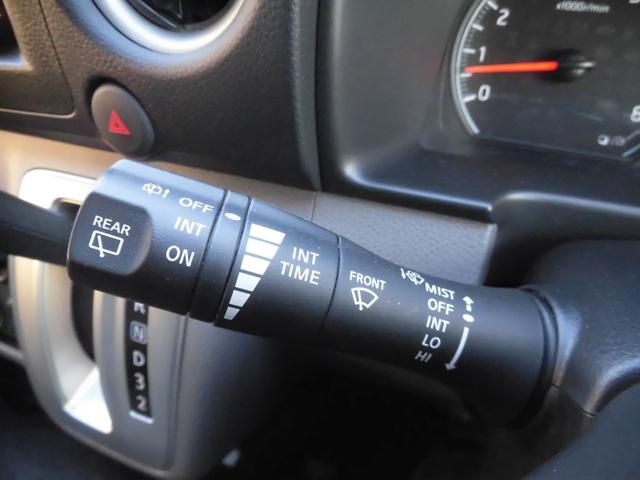 2
x1000r/min
1
0
8
OFF
INT
ON
REAR
INT
TIME
FRONT
MIST
OFF
INT
LO
HI
R
N
D
3
2